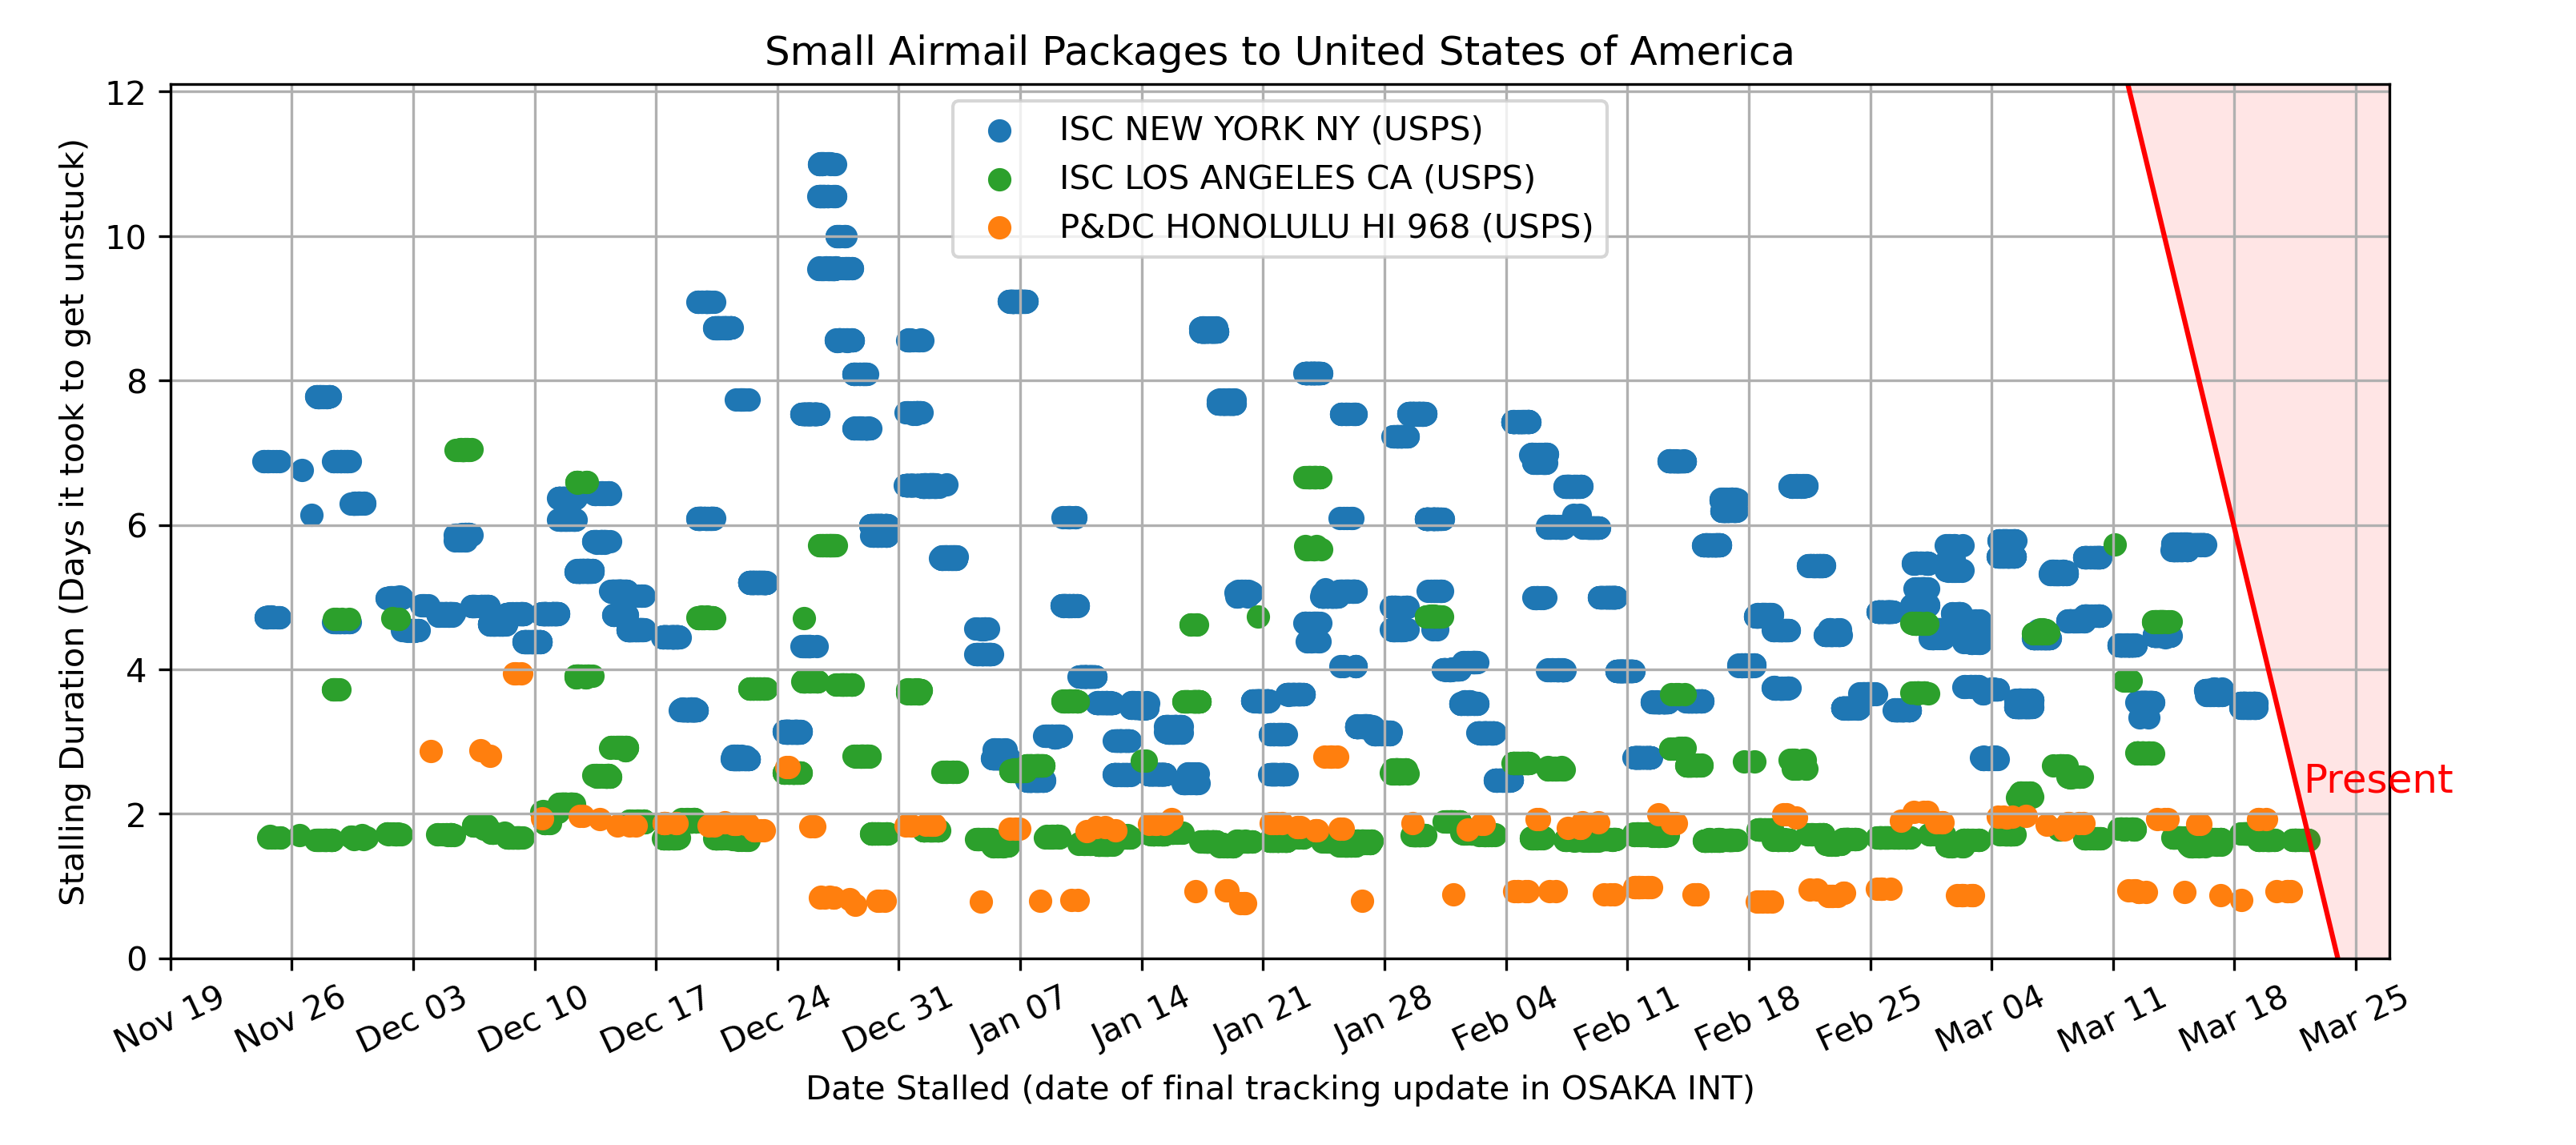 Small Airmail Packages to United States of America
Stalling Duration (Days it took to get unstuck)
12
10
8
6
4
2
0
ISC NEW YORK NY (USPS)
ISC LOS ANGELES CA (USPS)
P&DC HONOLULU HI 968 (USPS)
Present
Nov 19
Nov 26
Dec 03
Dec 10
Dec 17
Dec 24
Dec 31
Jan 07
Jan 14
Jan 21
Jan 28
Feb 04
Feb 11
Feb 18
Feb 25
Mar 04
Mar 11
Mar 18
Mar 25
Date Stalled (date of final tracking update in OSAKA INT)